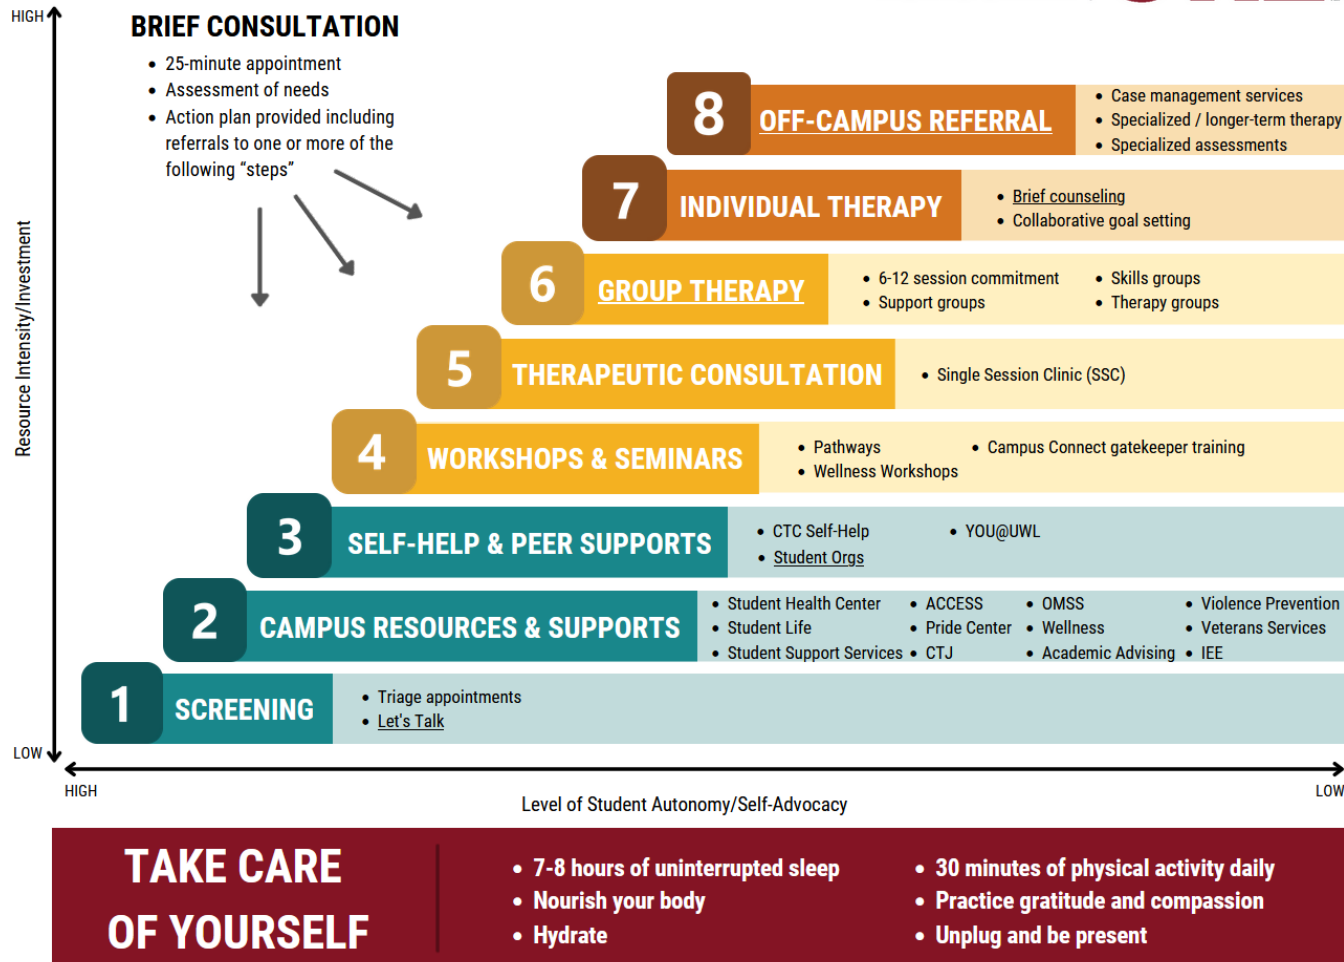 HIGH
BRIEF CONSULTATION
• 25-minute appointment
• Assessment of needs
• Action plan provided including
referrals to one or more of the
following “steps”
Resource Intensity/Investment
8 OFF-CAMPUS REFERRAL
• Case management services
• Specialized / longer-term therapy
• Specialized assessments
7 INDIVIDUAL THERAPY
• Brief counseling
• Collaborative goal setting
6 GROUP THERAPY
• 6-12 session commitment • Skills groups
• Support groups • Therapy groups
5 THERAPEUTIC CONSULTATION
• Single Session Clinic (SSC)
4 WORKSHOPS & SEMINARS
• Pathways • Campus Connect gatekeeper training
• Wellness Workshops
3 SELF-HELP & PEER SUPPORTS
• CTC Self-Help • YOU@UWL
• Student Orgs
2 CAMPUS RESOURCES & SUPPORTS
• Student Health Center • ACCESS • OMSS • Violence Prevention
• Student Life • Pride Center • Wellness • Veterans Services
• Student Support Services • CTJ • Academic Advising • IEE
1 SCREENING
• Triage appointments
• Let's Talk
LOW
HIGH LOW
Level of Student Autonomy/Self-Advocacy
TAKE CARE
OF YOURSELF
• 7-8 hours of uninterrupted sleep • 30 minutes of physical activity daily
• Nourish your body • Practice gratitude and compassion
• Hydrate • Unplug and be present